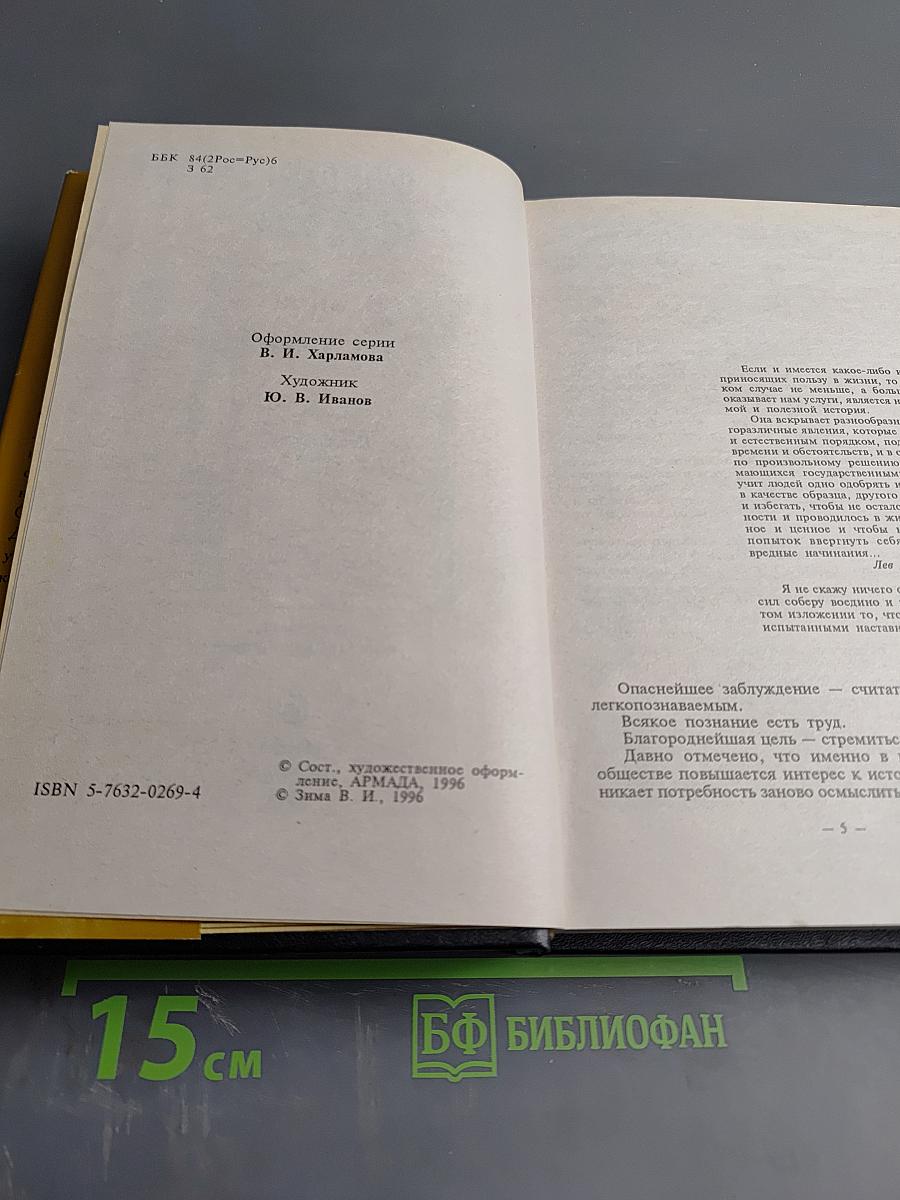 ББК 84(2Рос=Рус)6
З 62
Оформление серии
В. И. Харламова
Художник
Ю. В. Иванов
ISBN 5-7632-0269-4
© Сост., художественное оформ-
ление, АРМАДА, 1996
© Зима В. И., 1996
Если и имеется какое-либо
приносящих пользу в жизни, то
ком случае не меньше, а боль
оказывает нам услуги, является
мой и полезной история.
Она вскрывает разнообразн
горазличные явления, которые
и естественным порядком, под
времени и обстоятельств, и в с
по произвольному решению
мающихся государственным
учит людей одно одобрять и
в качестве образца, другого
и избегать, чтобы не остало
ности и проводилось в жи
ное и ценное и чтобы
попыток ввергнуть себя
вредные начинания...
Лев
Я не скажу ничего
сил соберу воедино и
том изложении то, что
испытанными настав
Опаснейшее заблуждение — считат
легкопознаваемым.
Всякое познание есть труд.
Благороднейшая цель — стремиться
Давно отмечено, что именно в
обществе повышается интерес к исто
никает потребность заново осмыслить
— 5 —
15 см
БФ БИБЛИОФАН